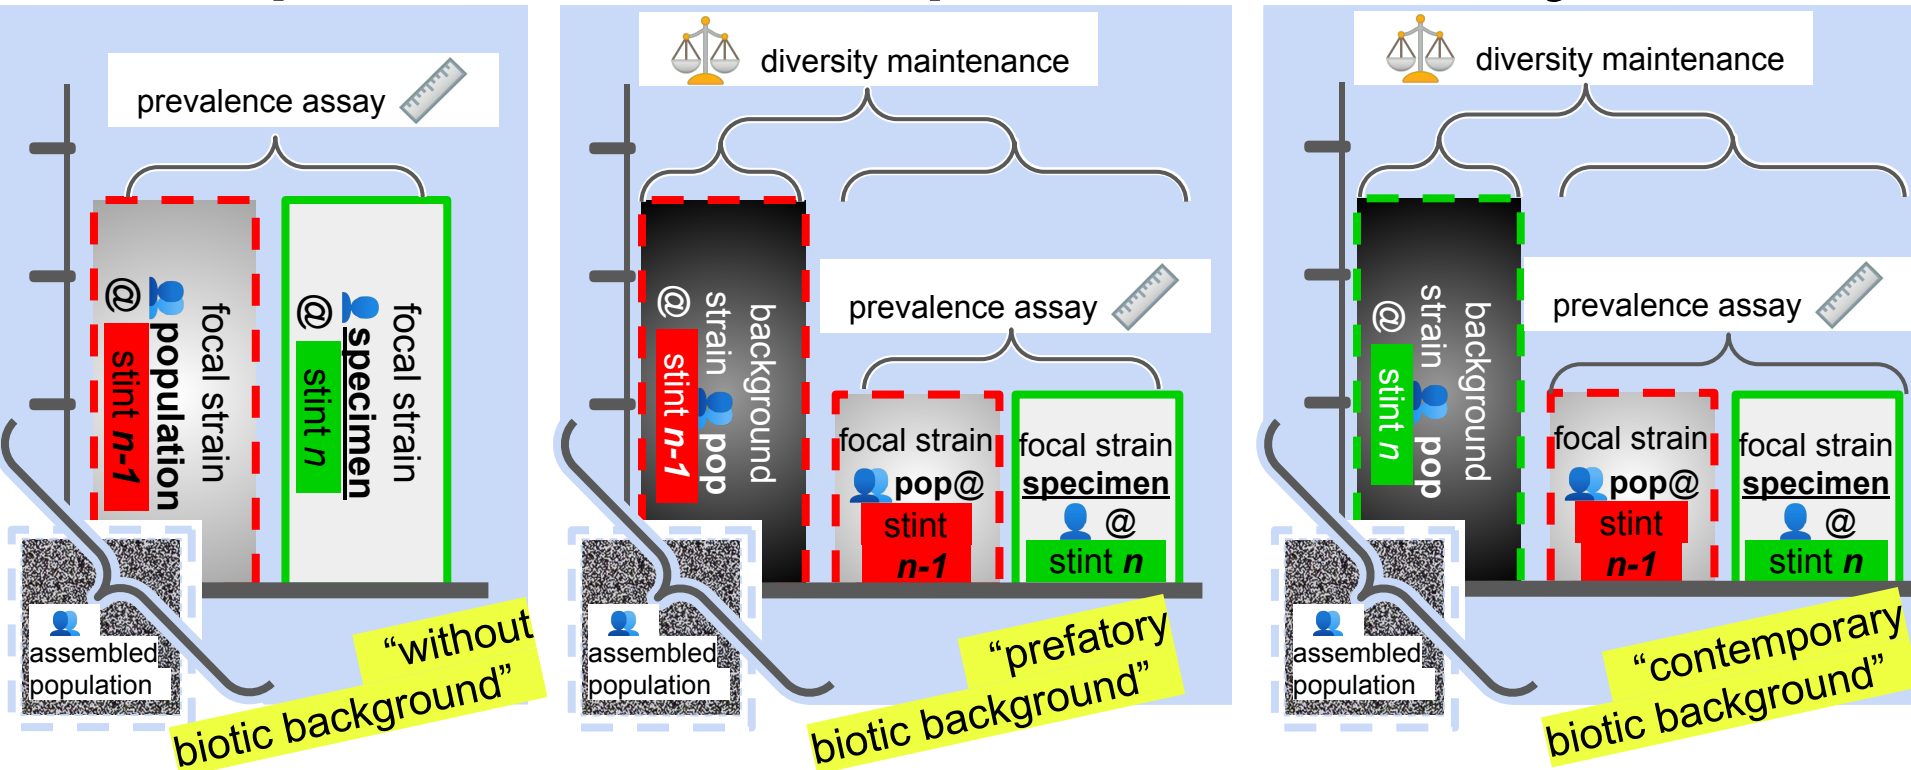 prevalence assay
focal strain
population
@ stint n-1
focal strain
specimen
@ stint n
assembled
population
“without
biotic background”
diversity maintenance
background
strain pop
@ stint n-1
prevalence assay
focal strain
pop@
stint
n-1
focal strain
specimen
@
stint n
assembled
population
“prefatory
biotic background”
diversity maintenance
background
strain pop
@ stint n
prevalence assay
focal strain
pop@
stint
n-1
focal strain
specimen
@
stint n
assembled
population
“contemporary
biotic background”